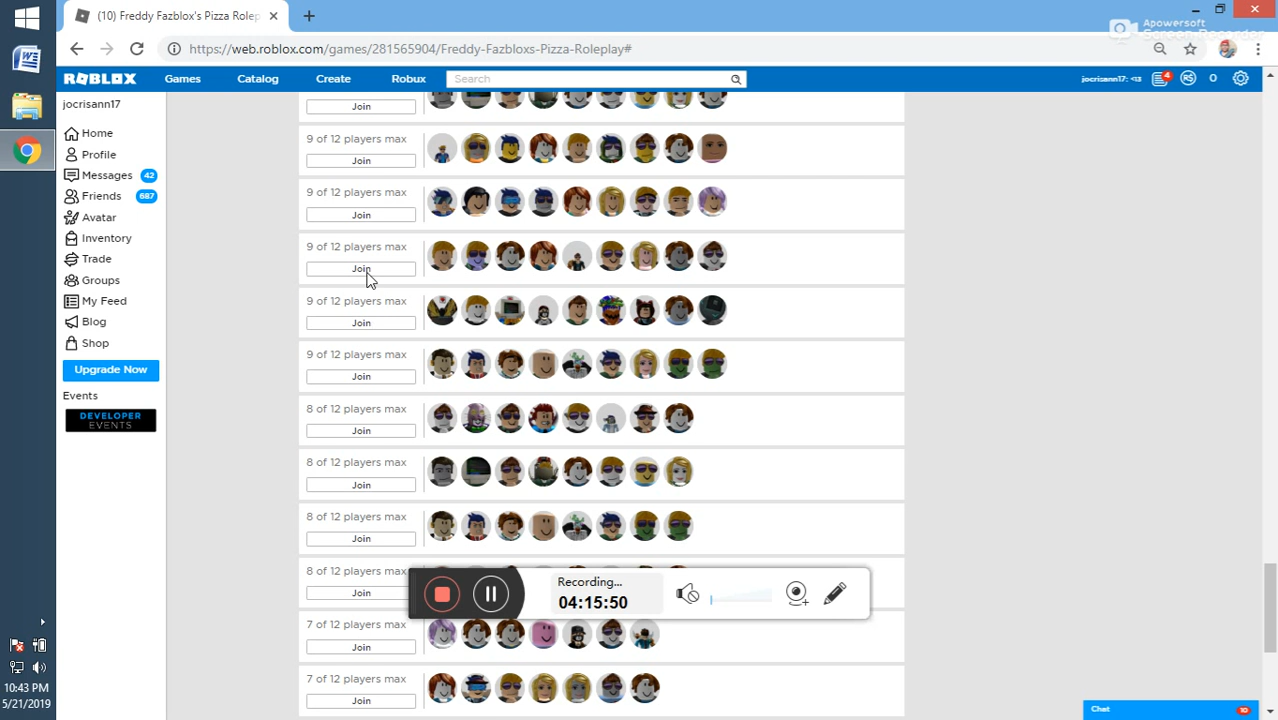 (10) Freddy Fazblox's Pizza Rolep
Apowersoft
Screen Recorder
https://web.roblox.com/games/281565904/Freddy-Fazbloxs-Pizza-Roleplay#
ROBLOX
Games
Catalog
Create
Robux
Search
jocrisann17: <13
4
R$
0
jocrisann17
Home
Profile
Messages 42
Friends 687
Avatar
Inventory
Trade
Groups
My Feed
Blog
Shop
Upgrade Now
Events
DEVELOPER
EVENTS
Join
9 of 12 players max
Join
9 of 12 players max
Join
9 of 12 players max
Join
9 of 12 players max
Join
9 of 12 players max
Join
8 of 12 players max
Join
8 of 12 players max
Join
8 of 12 players max
Join
8 of 12 players max
Join
7 of 12 players max
Join
7 of 12 players max
Join
Recording...
04:15:50
Chat 10
10:43 PM
5/21/2019